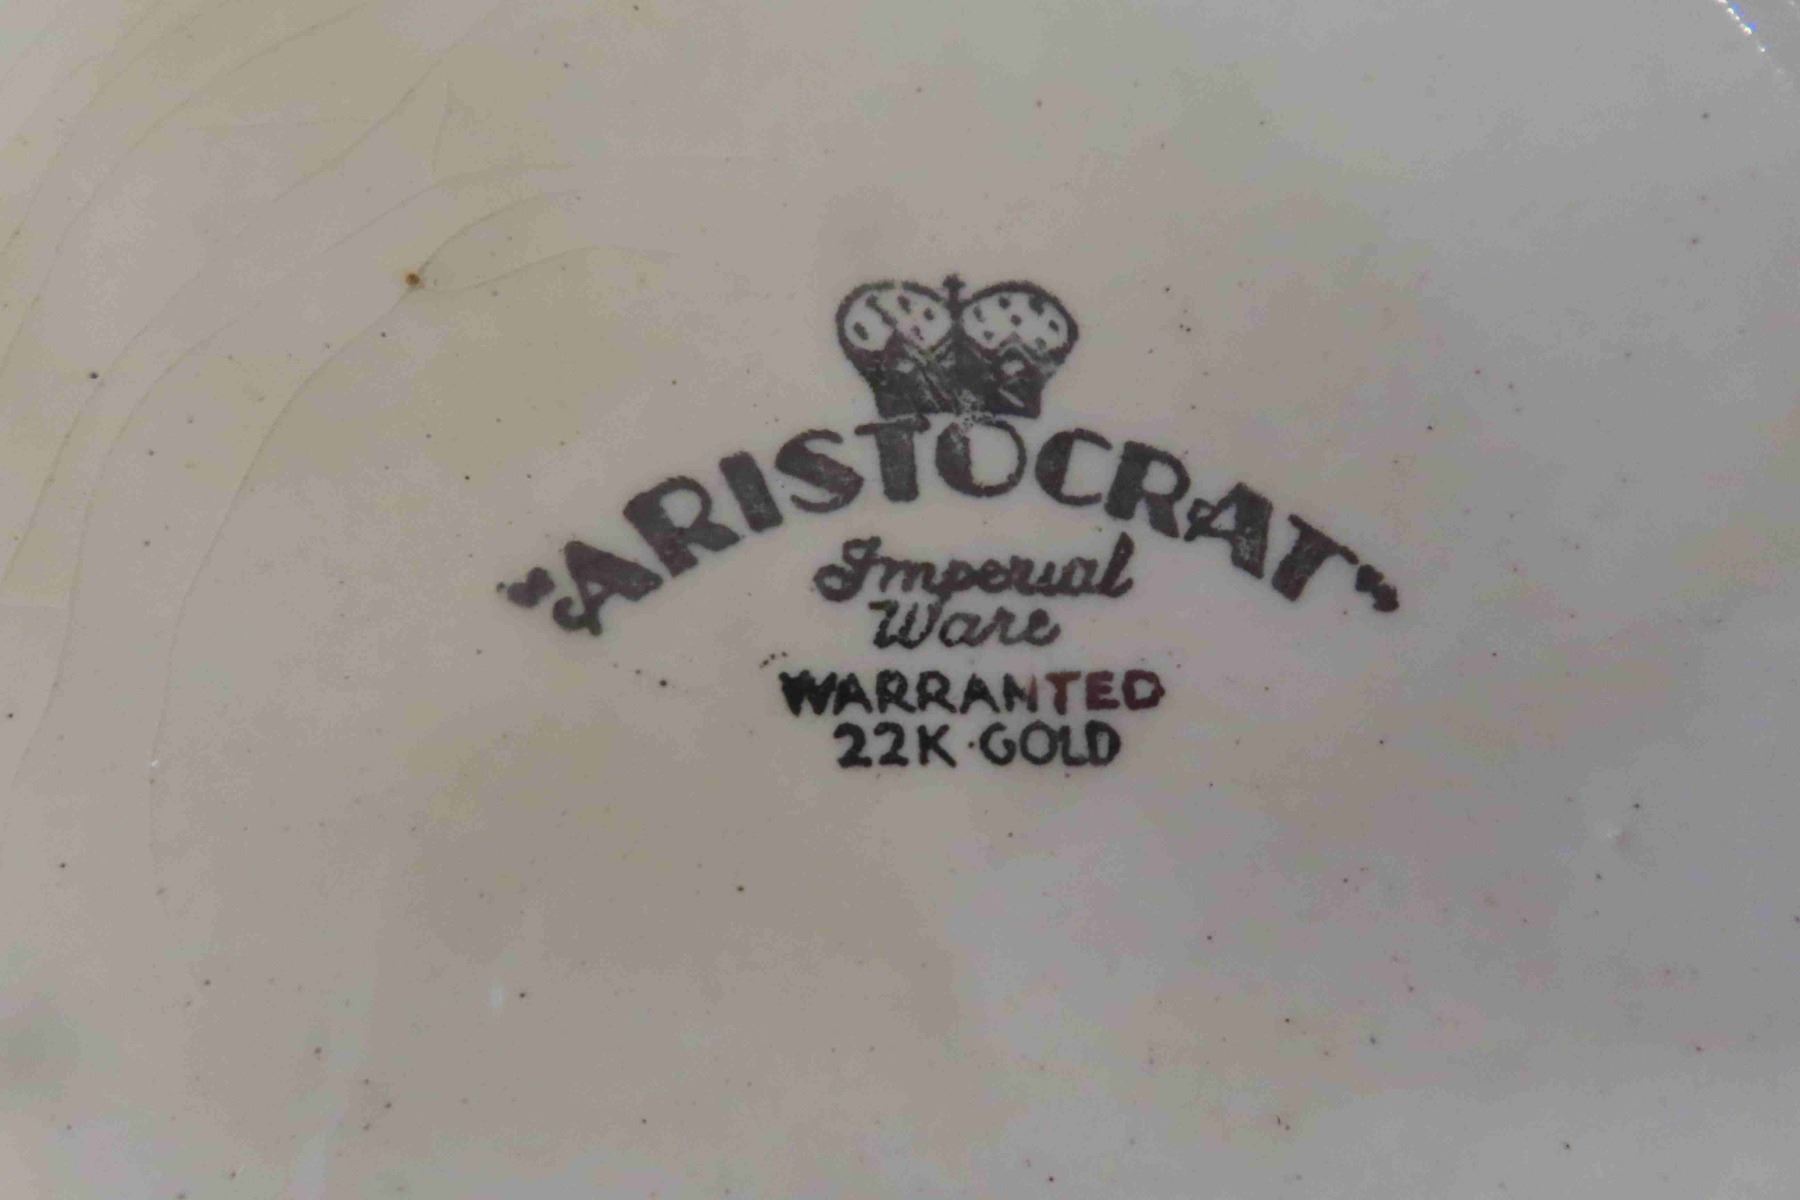 "ARISTOCRAT"
Imperial
Ware
WARRANTED
22K·GOLD